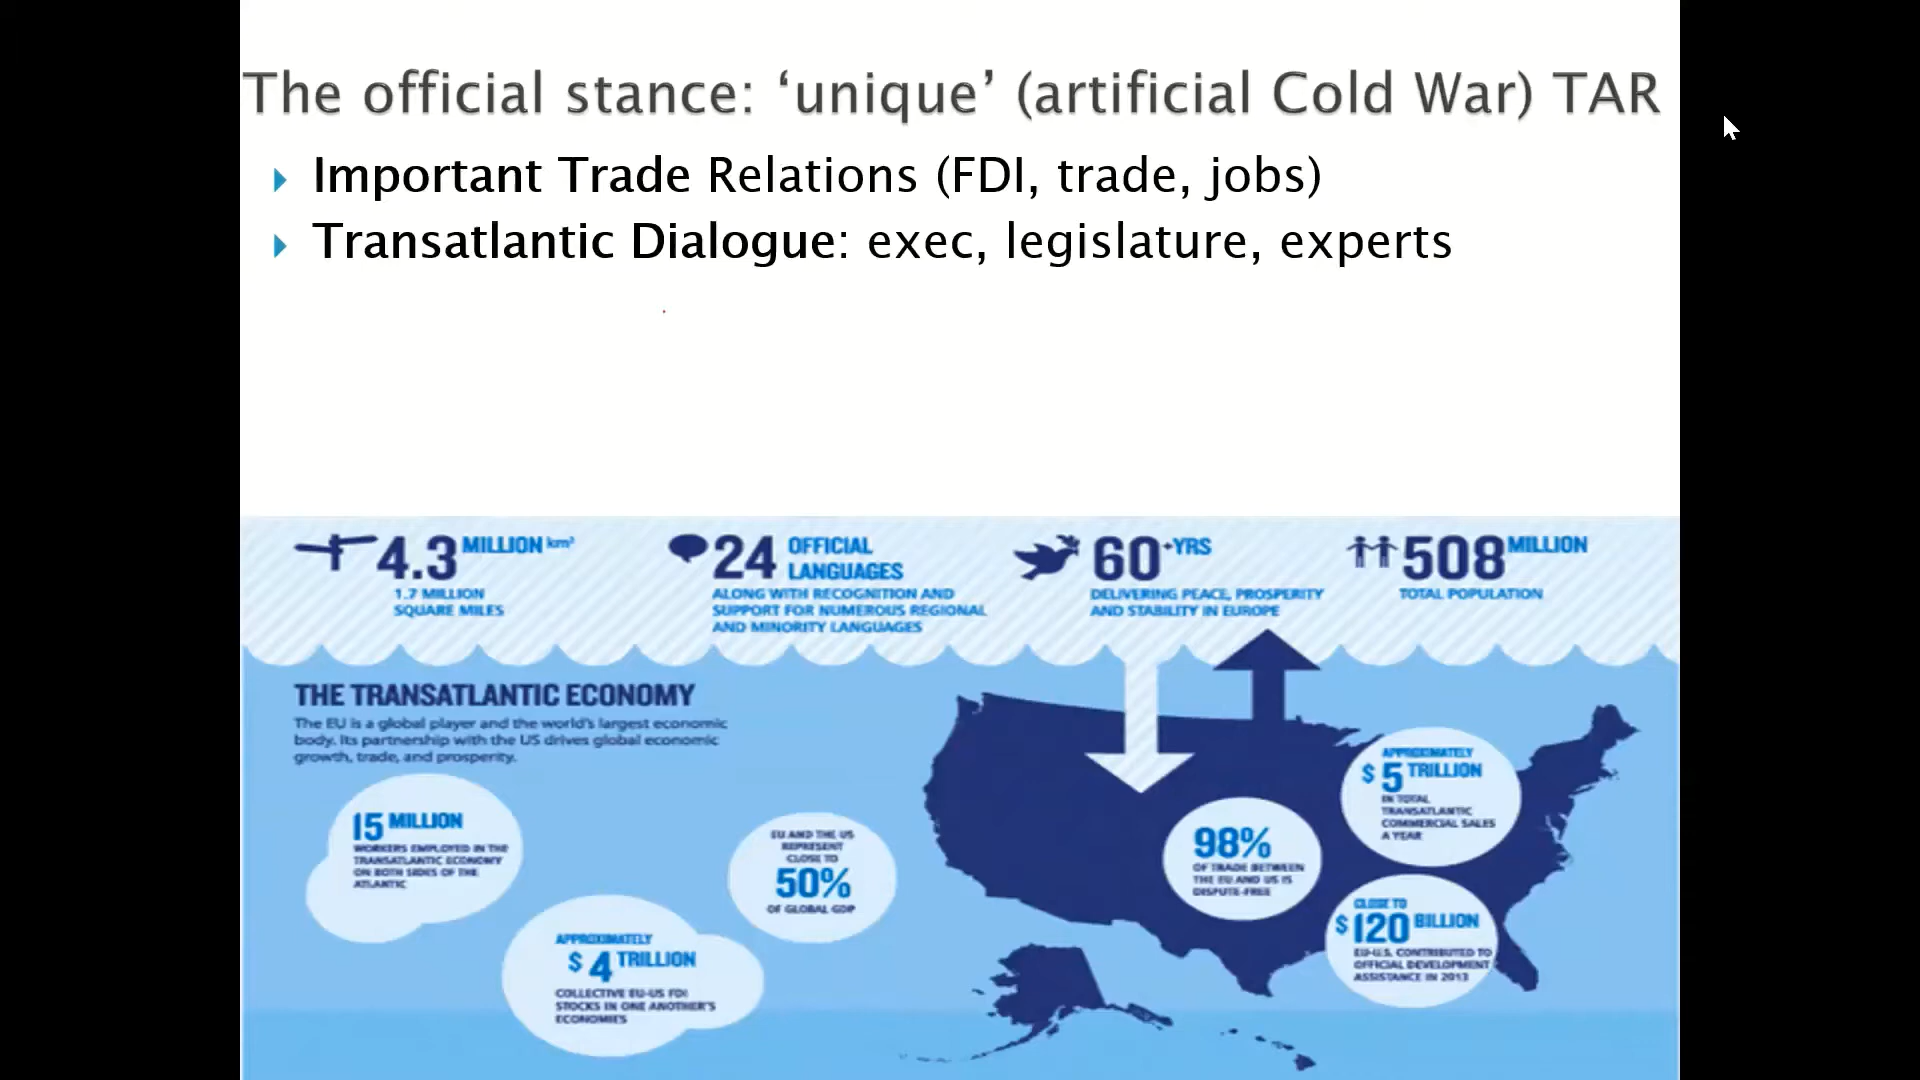 The official stance: ‘unique’ (artificial Cold War) TAR
Important Trade Relations (FDI, trade, jobs)
Transatlantic Dialogue: exec, legislature, experts
4.3 MILLION km²
1.7 MILLION
SQUARE MILES
24 OFFICIAL
LANGUAGES
ALONG WITH RECOGNITION AND
SUPPORT FOR NUMEROUS REGIONAL
AND MINORITY LANGUAGES
60+YRS
DELIVERING PEACE, PROSPERITY
AND STABILITY IN EUROPE
508 MILLION
TOTAL POPULATION
THE TRANSATLANTIC ECONOMY
The EU is a global player and the world's largest economic
body. Its partnership with the US drives global economic
growth, trade, and prosperity.
15 MILLION
WORKERS EMPLOYED IN THE
TRANSATLANTIC ECONOMY
ON BOTH SIDES OF THE
ATLANTIC
APPROXIMATELY
$ 4 TRILLION
COLLECTIVE EU-US FDI
STOCKS IN ONE ANOTHER'S
ECONOMIES
EU AND THE US
REPRESENT
CLOSE TO
50%
OF GLOBAL GDP
98%
OF TRADE BETWEEN
THE EU AND US IS
DISPUTE-FREE
APPROXIMATELY
$ 5 TRILLION
IN TOTAL
TRANSATLANTIC
COMMERCIAL SALES
A YEAR
CLOSE TO
$120 BILLION
EU-U.S. CONTRIBUTED TO
OFFICIAL DEVELOPMENT
ASSISTANCE IN 2013